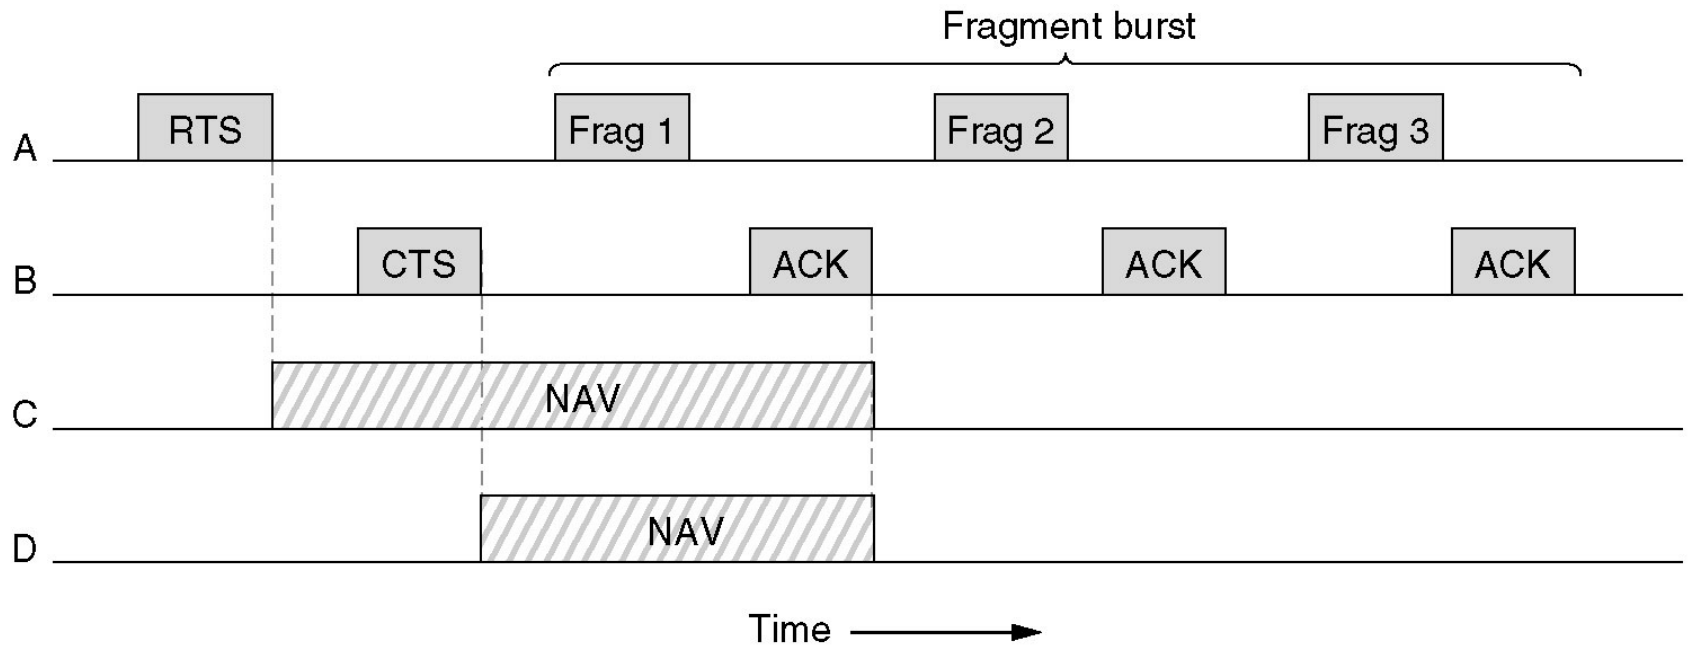 Fragment burst
A RTS Frag 1 Frag 2 Frag 3
B CTS ACK ACK ACK
C NAV
D NAV
Time